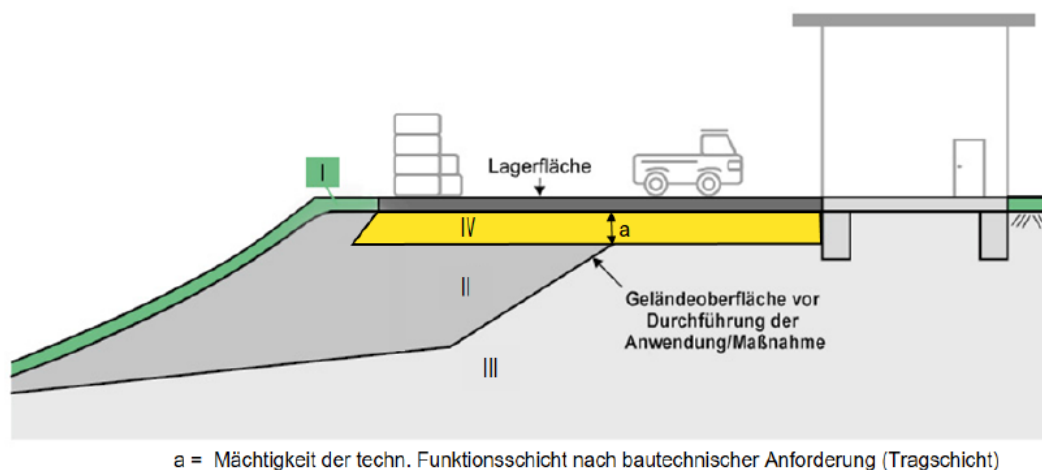 I
Lagerfläche
IV
a
II
Geländeoberfläche vor
Durchführung der
Anwendung/Maßnahme
III
a = Mächtigkeit der techn. Funktionsschicht nach bautechnischer Anforderung (Tragschicht)